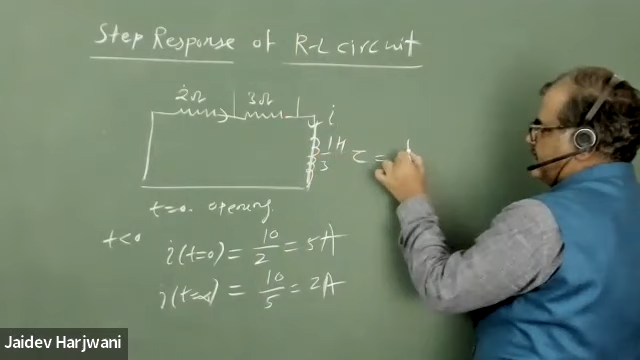 Step Response of R-L circuit
2Ω 3Ω i
1H
3
τ =
t=0. opening.
t<0 i(t=0) = 10/2 = 5A
i(t=∞) = 10/5 = 2A
Jaidev Harjwani